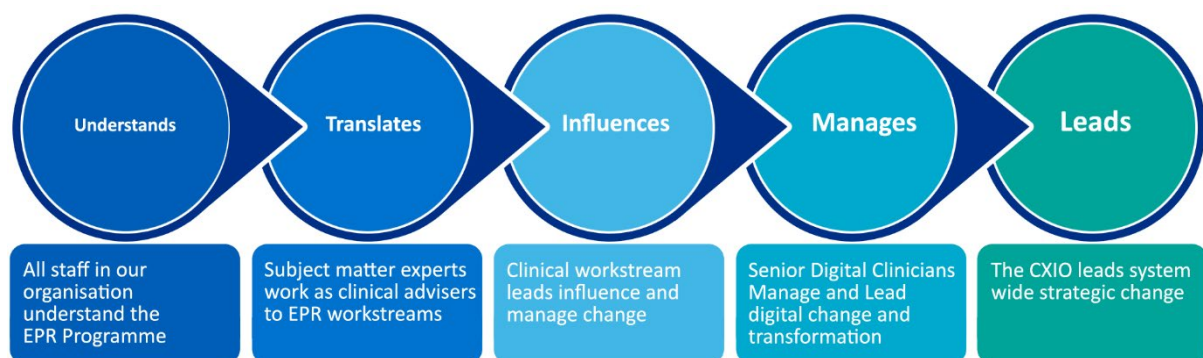 Understands
Translates
Influences
Manages
Leads
All staff in our
organisation
understand the
EPR Programme
Subject matter experts
work as clinical advisers
to EPR workstreams
Clinical workstream
leads influence and
manage change
Senior Digital Clinicians
Manage and Lead
digital change and
transformation
The CXIO leads system
wide strategic change